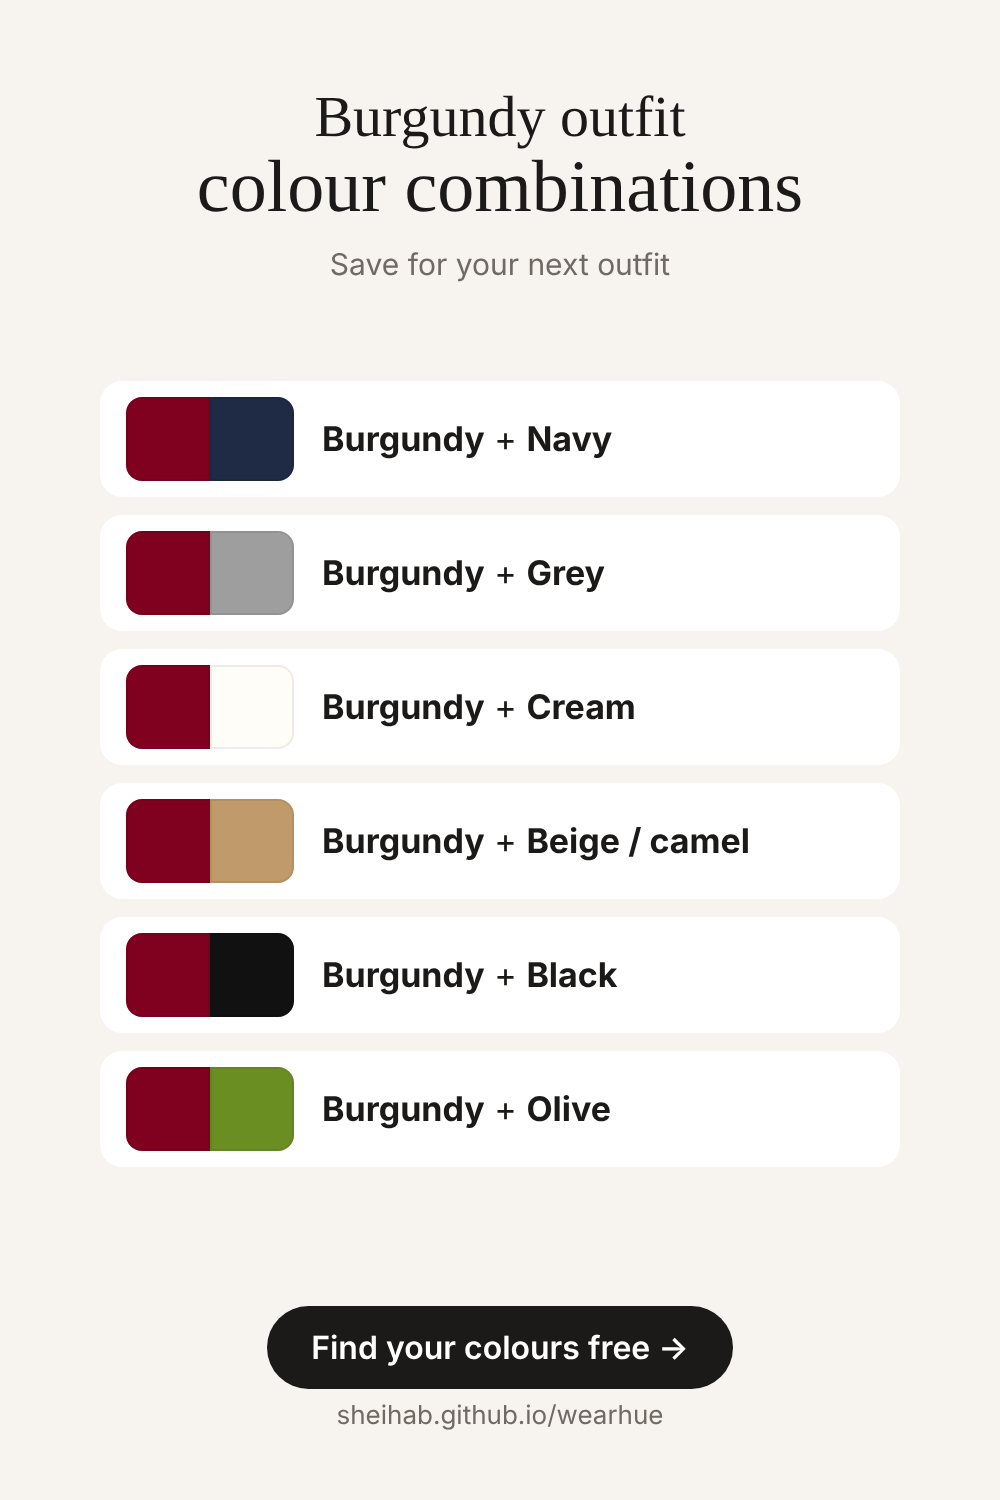 Burgundy outfit
colour combinations
Save for your next outfit
Burgundy + Navy
Burgundy + Grey
Burgundy + Cream
Burgundy + Beige / camel
Burgundy + Black
Burgundy + Olive
Find your colours free →
sheihab.github.io/wearhue